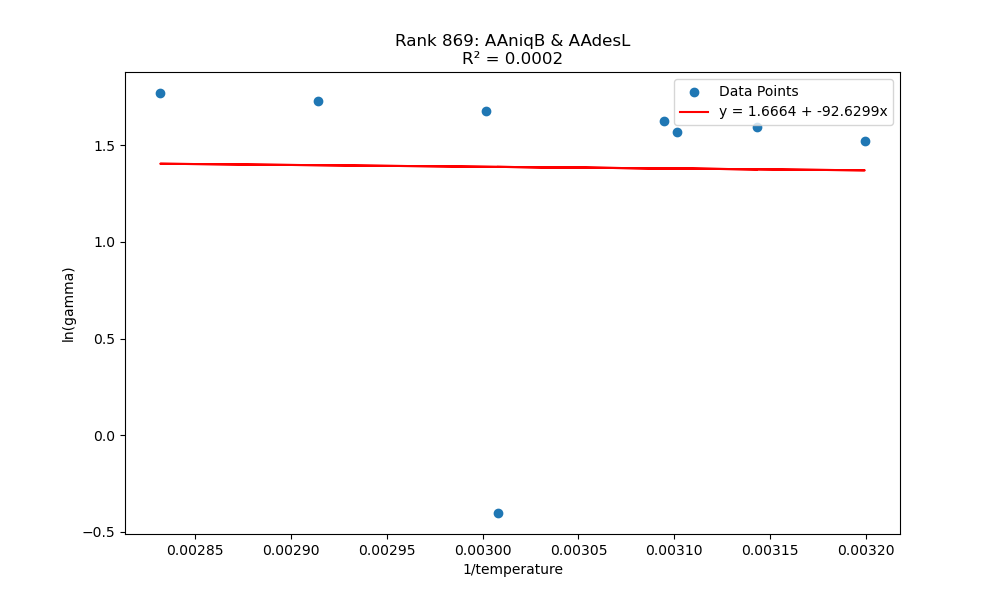 Rank 869: AAniqB & AAdesL
R² = 0.0002
Data Points
y = 1.6664 + -92.6299x
ln(gamma)
1.5
1.0
0.5
0.0
−0.5
0.00285 0.00290 0.00295 0.00300 0.00305 0.00310 0.00315 0.00320
1/temperature